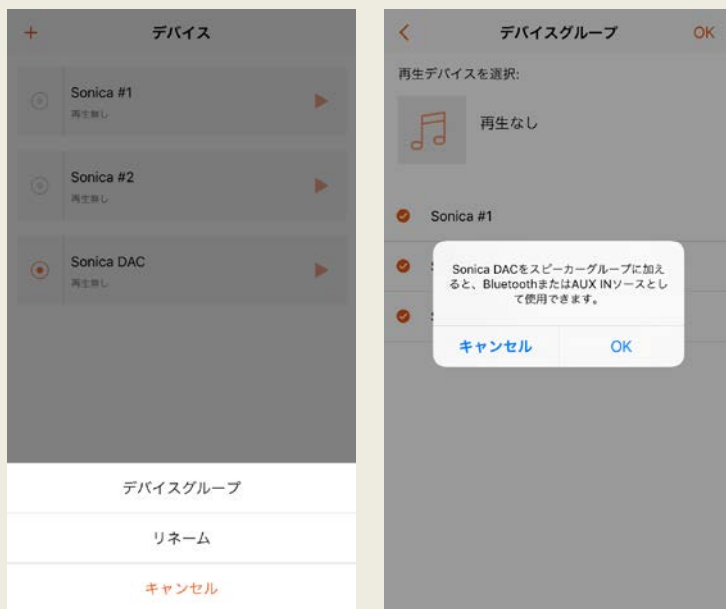 +
デバイス
Sonica #1
再生無し
Sonica #2
再生無し
Sonica DAC
再生無し
デバイスグループ
リネーム
キャンセル
デバイスグループ
OK
再生デバイスを選択:
再生なし
Sonica #1
Sonica DACをスピーカーグループに加え
ると、BluetoothまたはAUX INソースとし
て使用できます。
キャンセル
OK